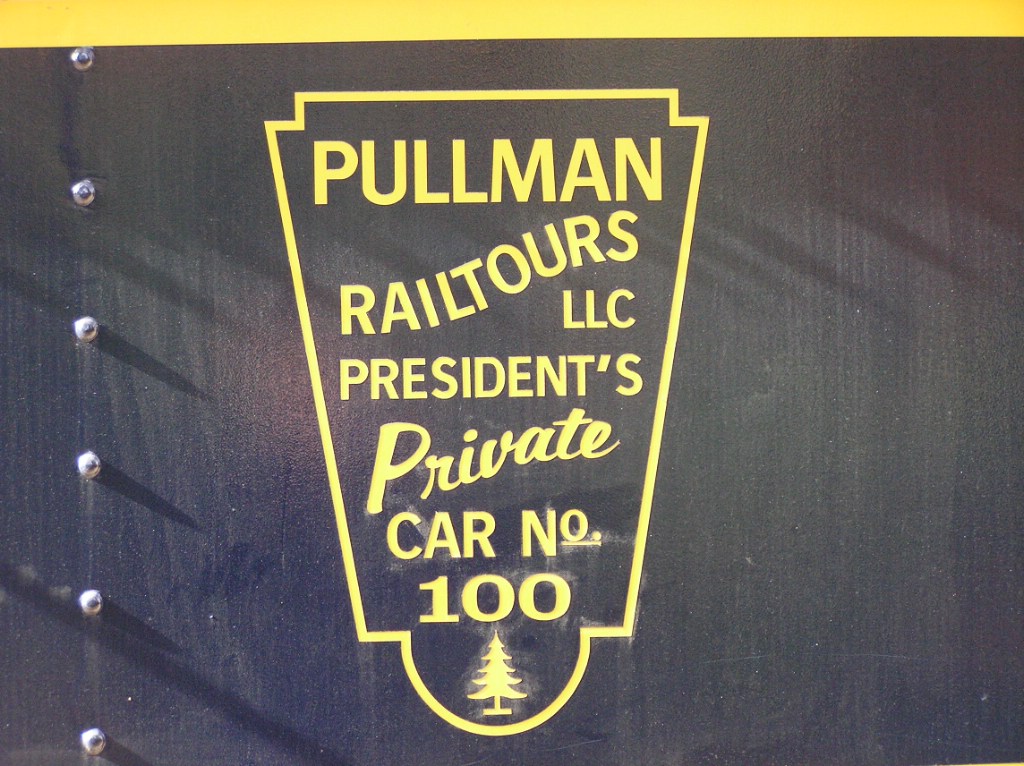 PULLMAN
RAILTOURS
LLC
PRESIDENT'S
Private
CAR No.
100